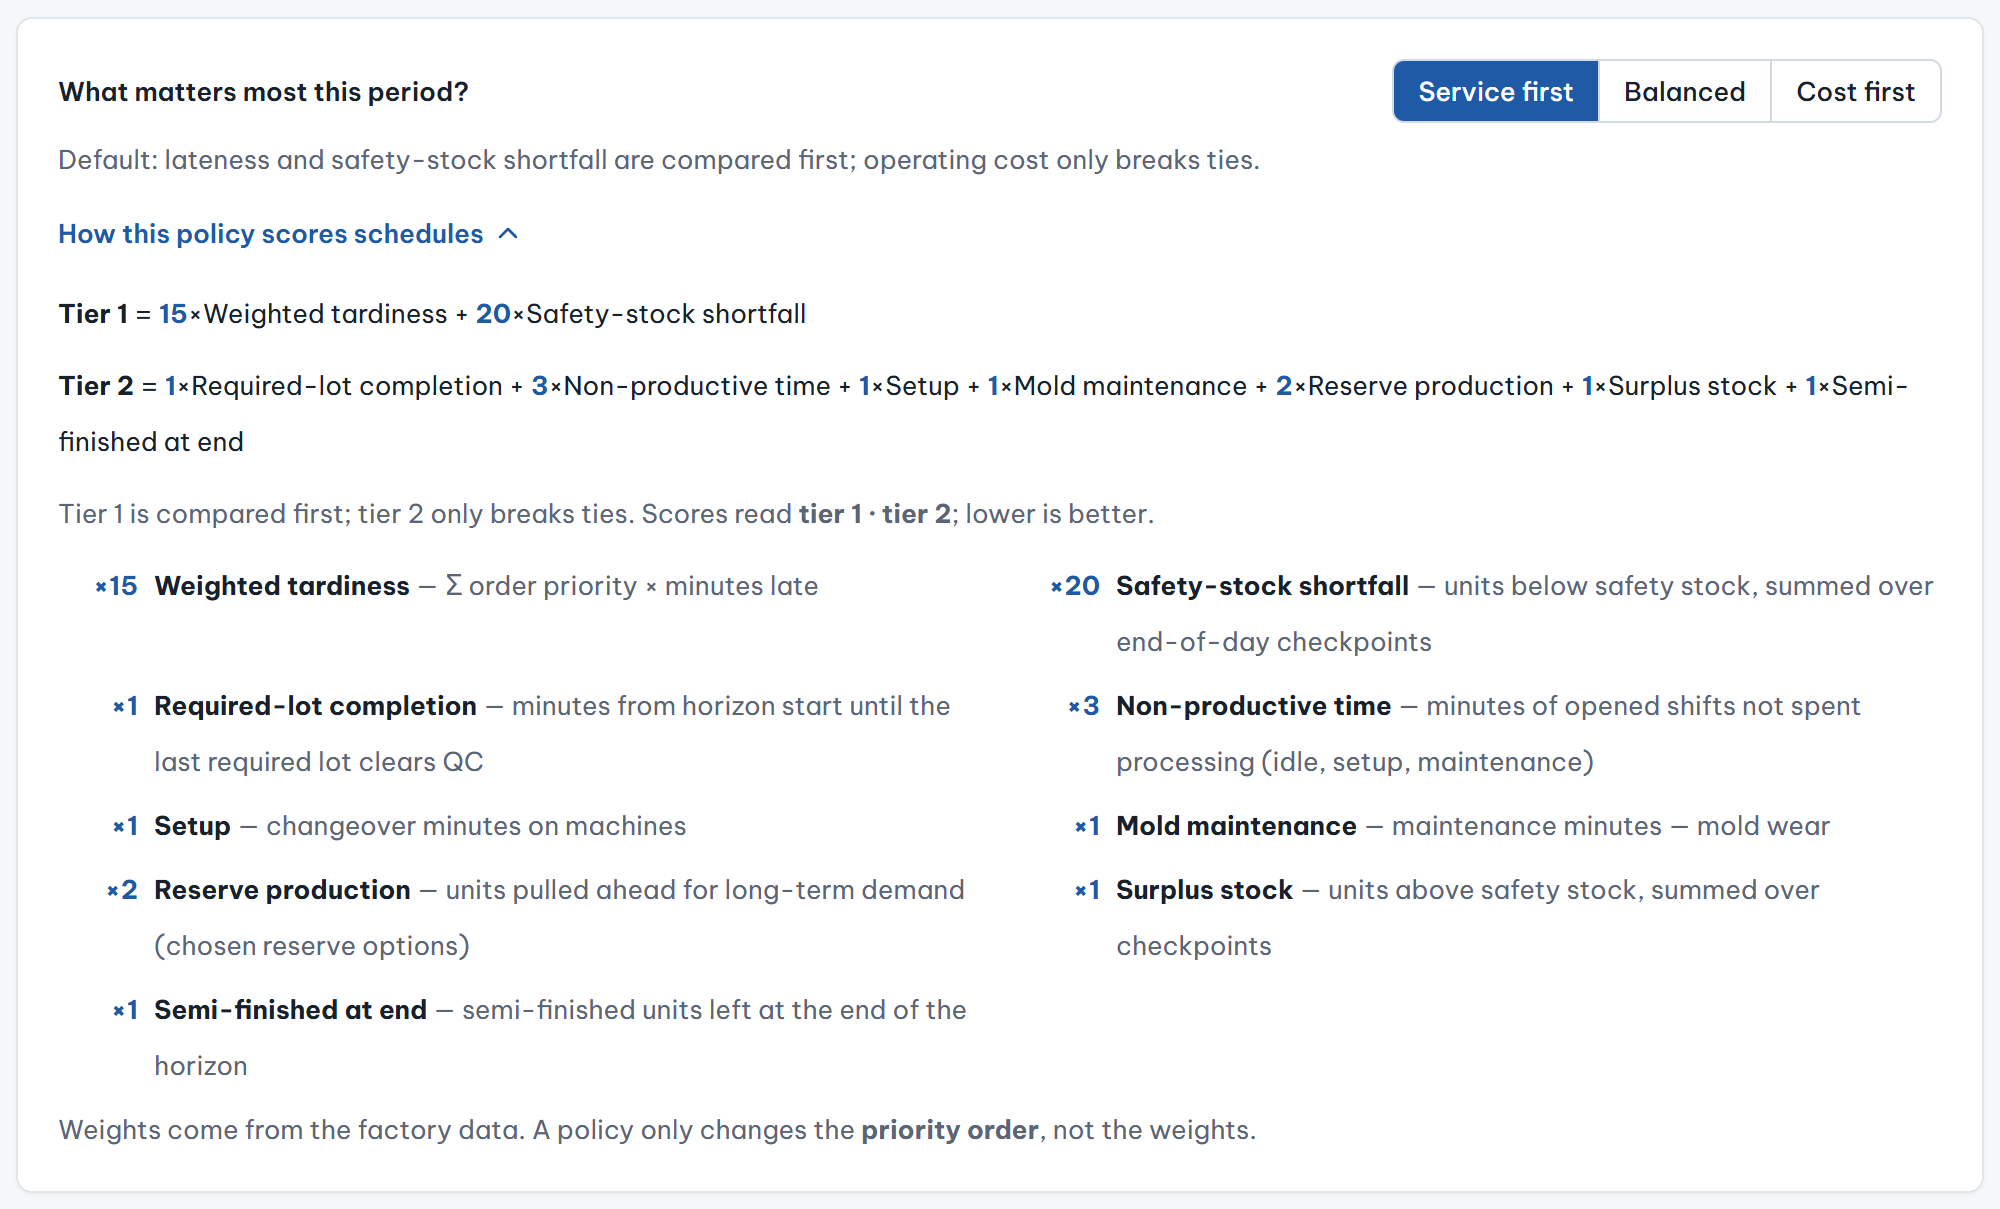 What matters most this period?
Service first
Balanced
Cost first
Default: lateness and safety-stock shortfall are compared first; operating cost only breaks ties.
How this policy scores schedules
Tier 1 = 15×Weighted tardiness + 20×Safety-stock shortfall
Tier 2 = 1×Required-lot completion + 3×Non-productive time + 1×Setup + 1×Mold maintenance + 2×Reserve production + 1×Surplus stock + 1×Semi-
finished at end
Tier 1 is compared first; tier 2 only breaks ties. Scores read tier 1 · tier 2; lower is better.
×15 Weighted tardiness — Σ order priority × minutes late
×20 Safety-stock shortfall — units below safety stock, summed over
end-of-day checkpoints
×1 Required-lot completion — minutes from horizon start until the
last required lot clears QC
×3 Non-productive time — minutes of opened shifts not spent
processing (idle, setup, maintenance)
×1 Setup — changeover minutes on machines
×1 Mold maintenance — maintenance minutes — mold wear
×2 Reserve production — units pulled ahead for long-term demand
(chosen reserve options)
×1 Surplus stock — units above safety stock, summed over
checkpoints
×1 Semi-finished at end — semi-finished units left at the end of the
horizon
Weights come from the factory data. A policy only changes the priority order, not the weights.